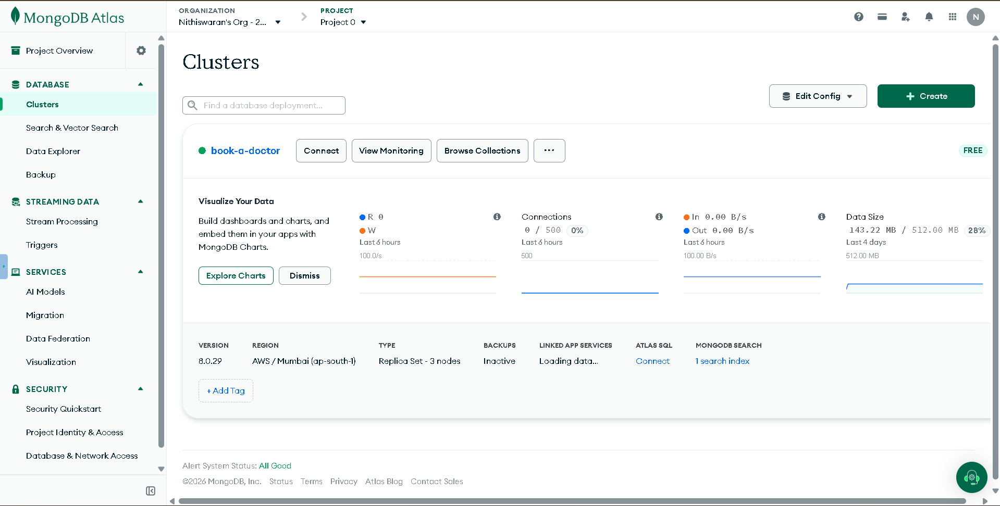 MongoDB Atlas
ORGANIZATION
Nithiswaran's Org - 2...
PROJECT
Project 0
N
Project Overview
DATABASE
Clusters
Search & Vector Search
Data Explorer
Backup
STREAMING DATA
Stream Processing
Triggers
SERVICES
AI Models
Migration
Data Federation
Visualization
SECURITY
Security Quickstart
Project Identity & Access
Database & Network Access
Clusters
Find a database deployment...
Edit Config
+ Create
book-a-doctor
Connect
View Monitoring
Browse Collections
...
FREE
Visualize Your Data
Build dashboards and charts, and
embed them in your apps with
MongoDB Charts.
Explore Charts
Dismiss
R 0
W
Last 6 hours
100.0/s
Connections
0 / 500 0%
Last 6 hours
500
In 0.00 B/s
Out 0.00 B/s
Last 6 hours
100.00 B/s
Data Size
143.22 MB / 512.00 MB 28%
Last 4 days
512.00 MB
VERSION
8.0.29
REGION
AWS / Mumbai (ap-south-1)
TYPE
Replica Set - 3 nodes
BACKUPS
Inactive
LINKED APP SERVICES
Loading data...
ATLAS SQL
Connect
MONGODB SEARCH
1 search index
+ Add Tag
Alert System Status: All Good
©2026 MongoDB, Inc. Status Terms Privacy Atlas Blog Contact Sales